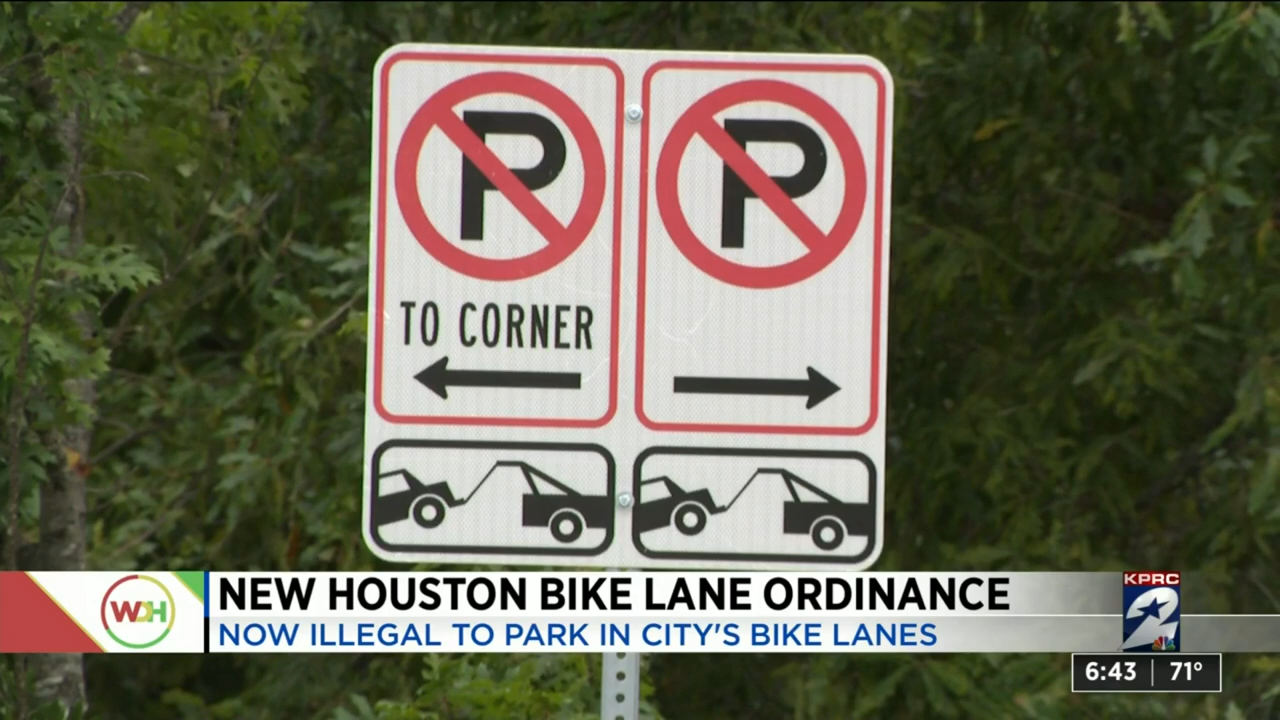 P
P
TO CORNER
WDH
NEW HOUSTON BIKE LANE ORDINANCE
NOW ILLEGAL TO PARK IN CITY'S BIKE LANES
KPRC
2
6:43 71°